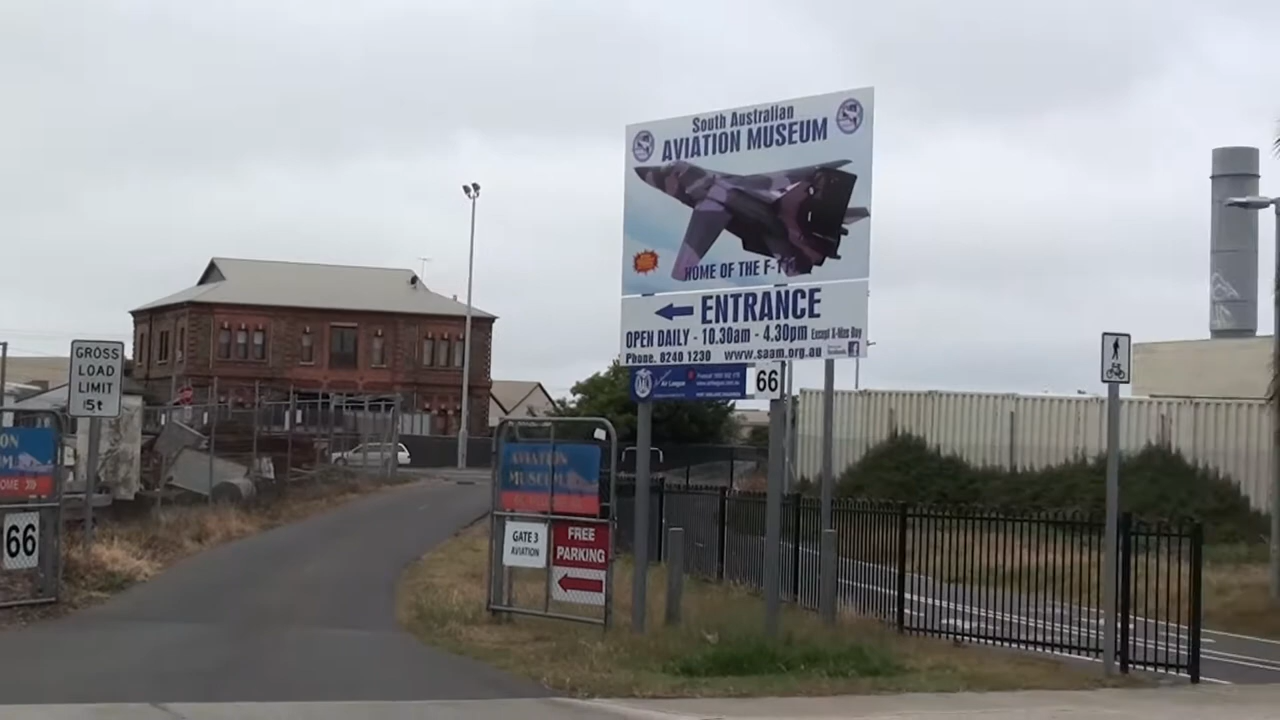 South Australian
AVIATION MUSEUM
HOME OF THE F-111
ENTRANCE
OPEN DAILY - 10.30am - 4.30pm Except X-Mas Day
Phone. 8240 1230 www.saam.org.au
Air League
66
GROSS
LOAD
LIMIT
5t
66
AVIATION
MUSEUM
GATE 3
AVIATION
FREE
PARKING